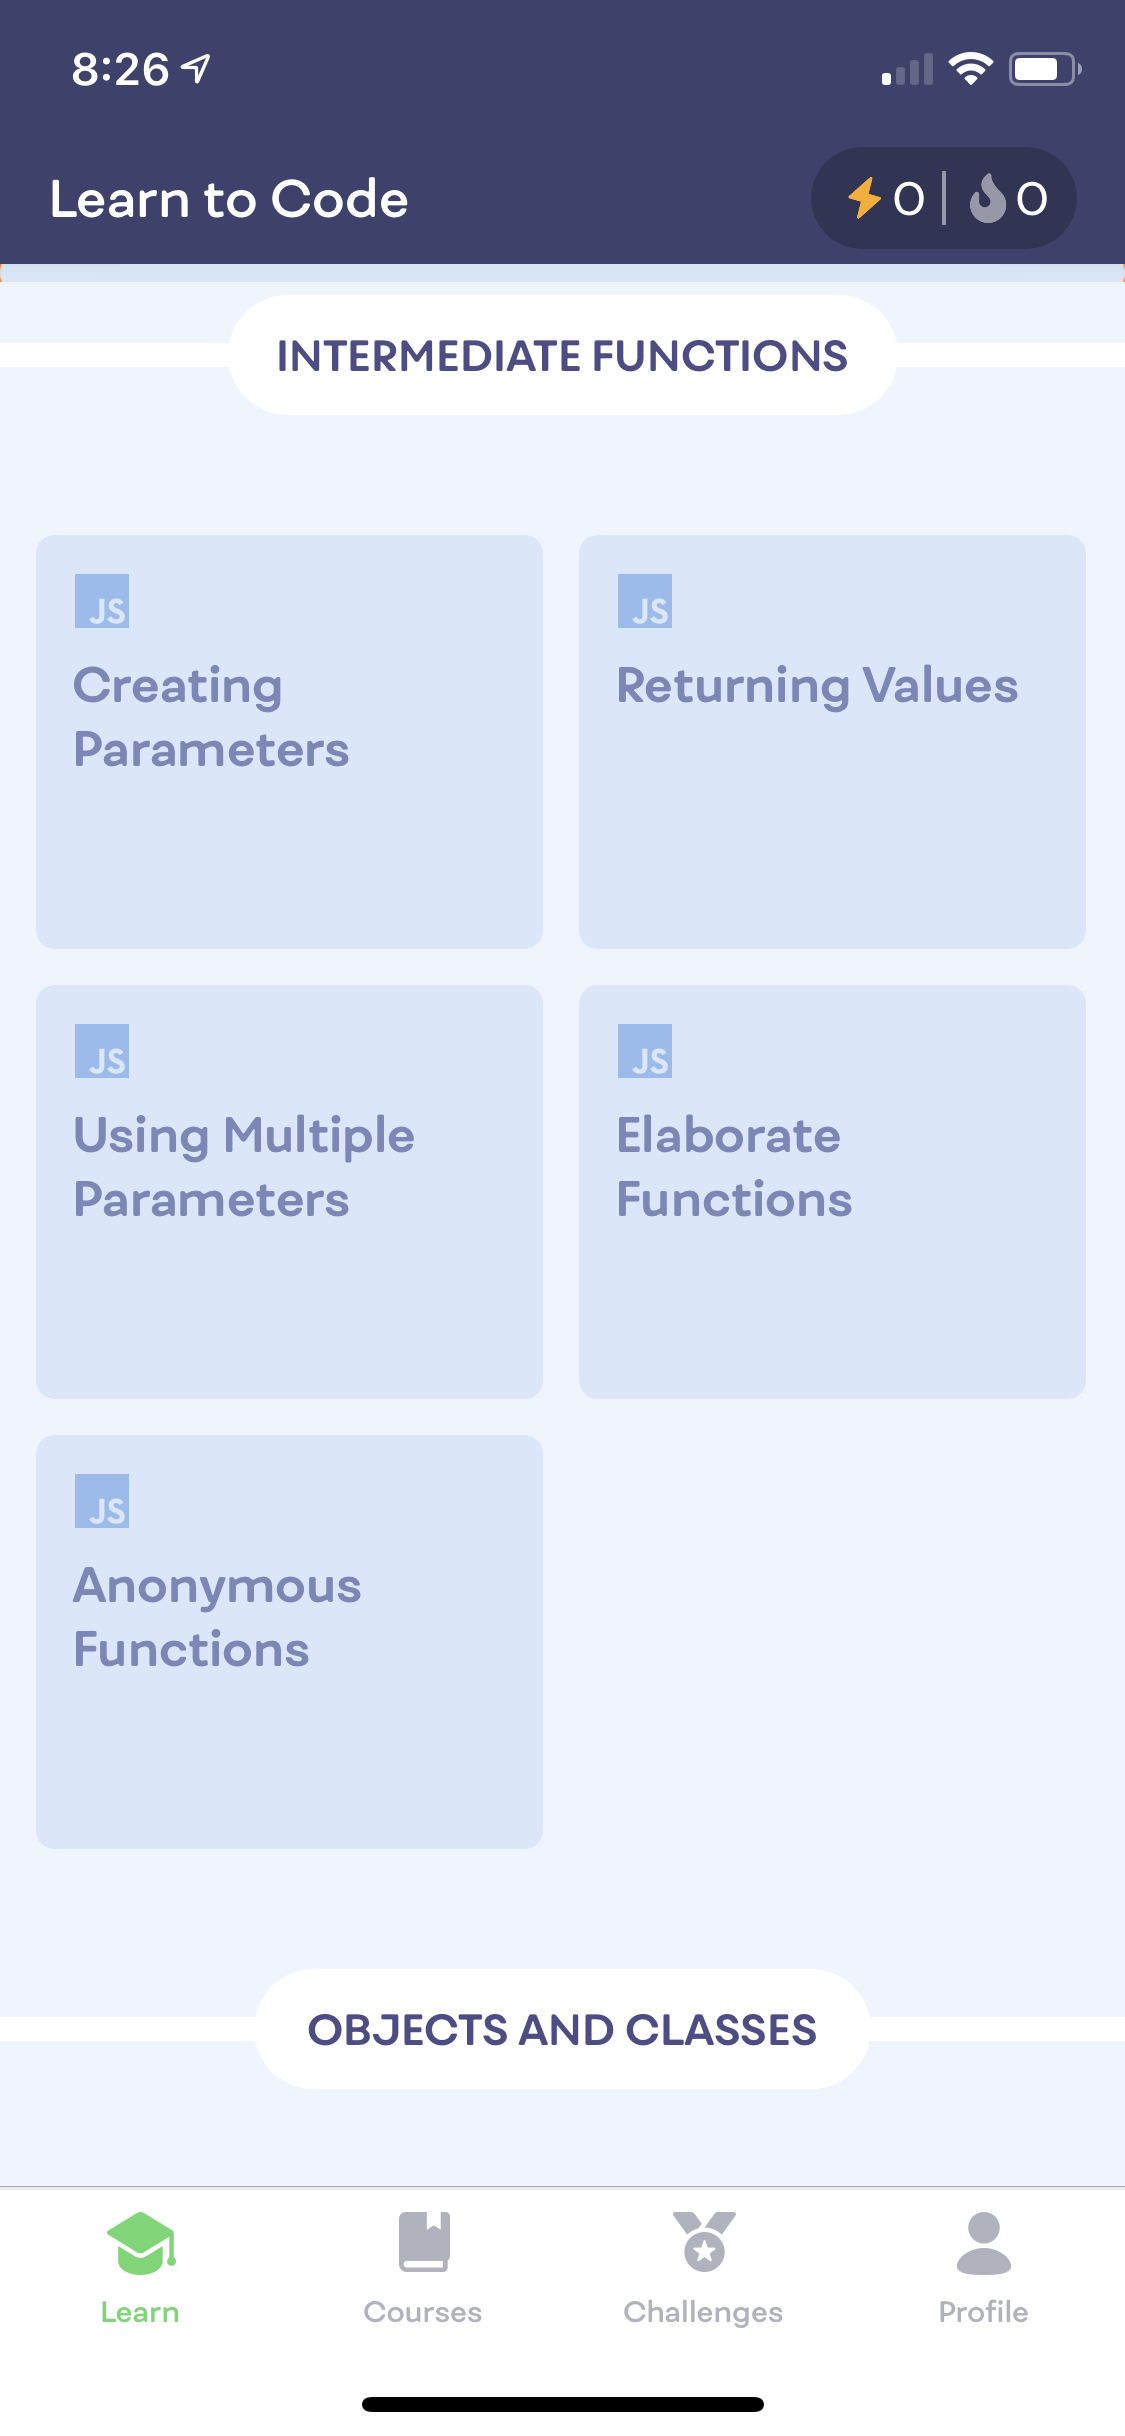 8:26
Learn to Code
0 | 0
INTERMEDIATE FUNCTIONS
JS
Creating
Parameters
JS
Returning Values
JS
Using Multiple
Parameters
JS
Elaborate
Functions
JS
Anonymous
Functions
OBJECTS AND CLASSES
Learn
Courses
Challenges
Profile